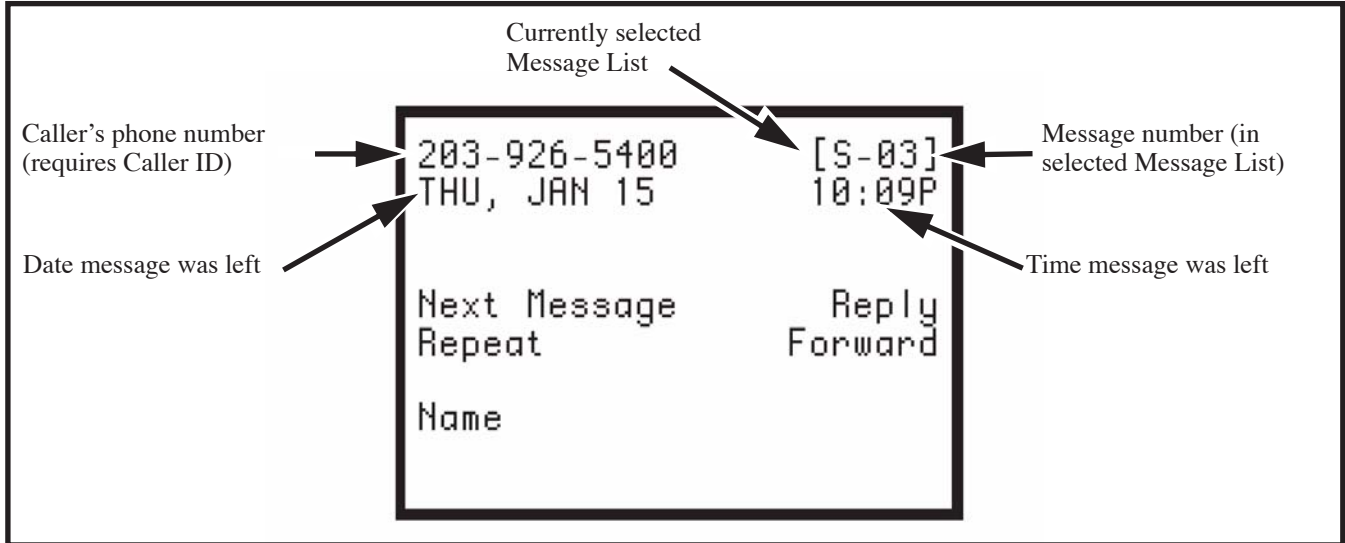 Currently selected
Message List
Caller’s phone number
(requires Caller ID)
Message number (in
selected Message List)
Date message was left
Time message was left
203-926-5400 [S-03]
THU, JAN 15 10:09P
Next Message Reply
Repeat Forward
Name